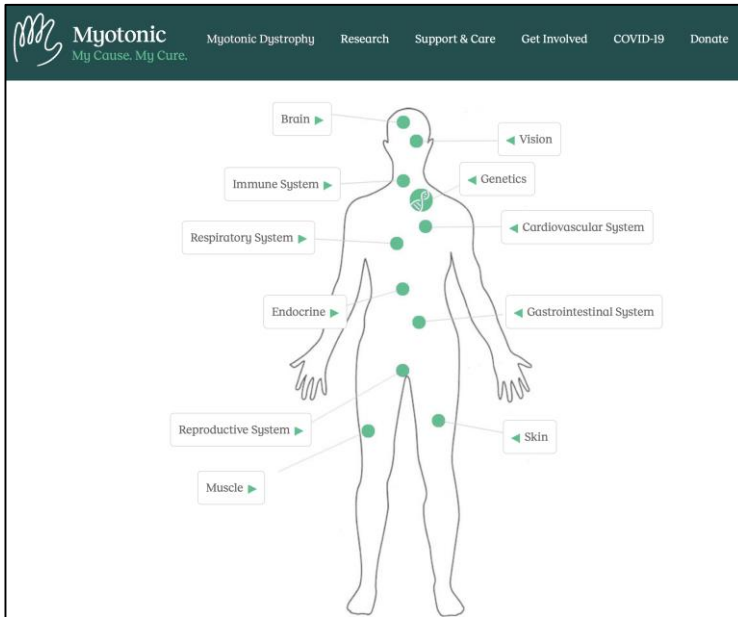 Myotonic
My Cause. My Cure.
Myotonic Dystrophy Research Support & Care Get Involved COVID-19 Donate
Brain ▶
◀ Vision
Immune System ▶
◀ Genetics
◀ Cardiovascular System
Respiratory System ▶
Endocrine ▶
◀ Gastrointestinal System
Reproductive System ▶
◀ Skin
Muscle ▶